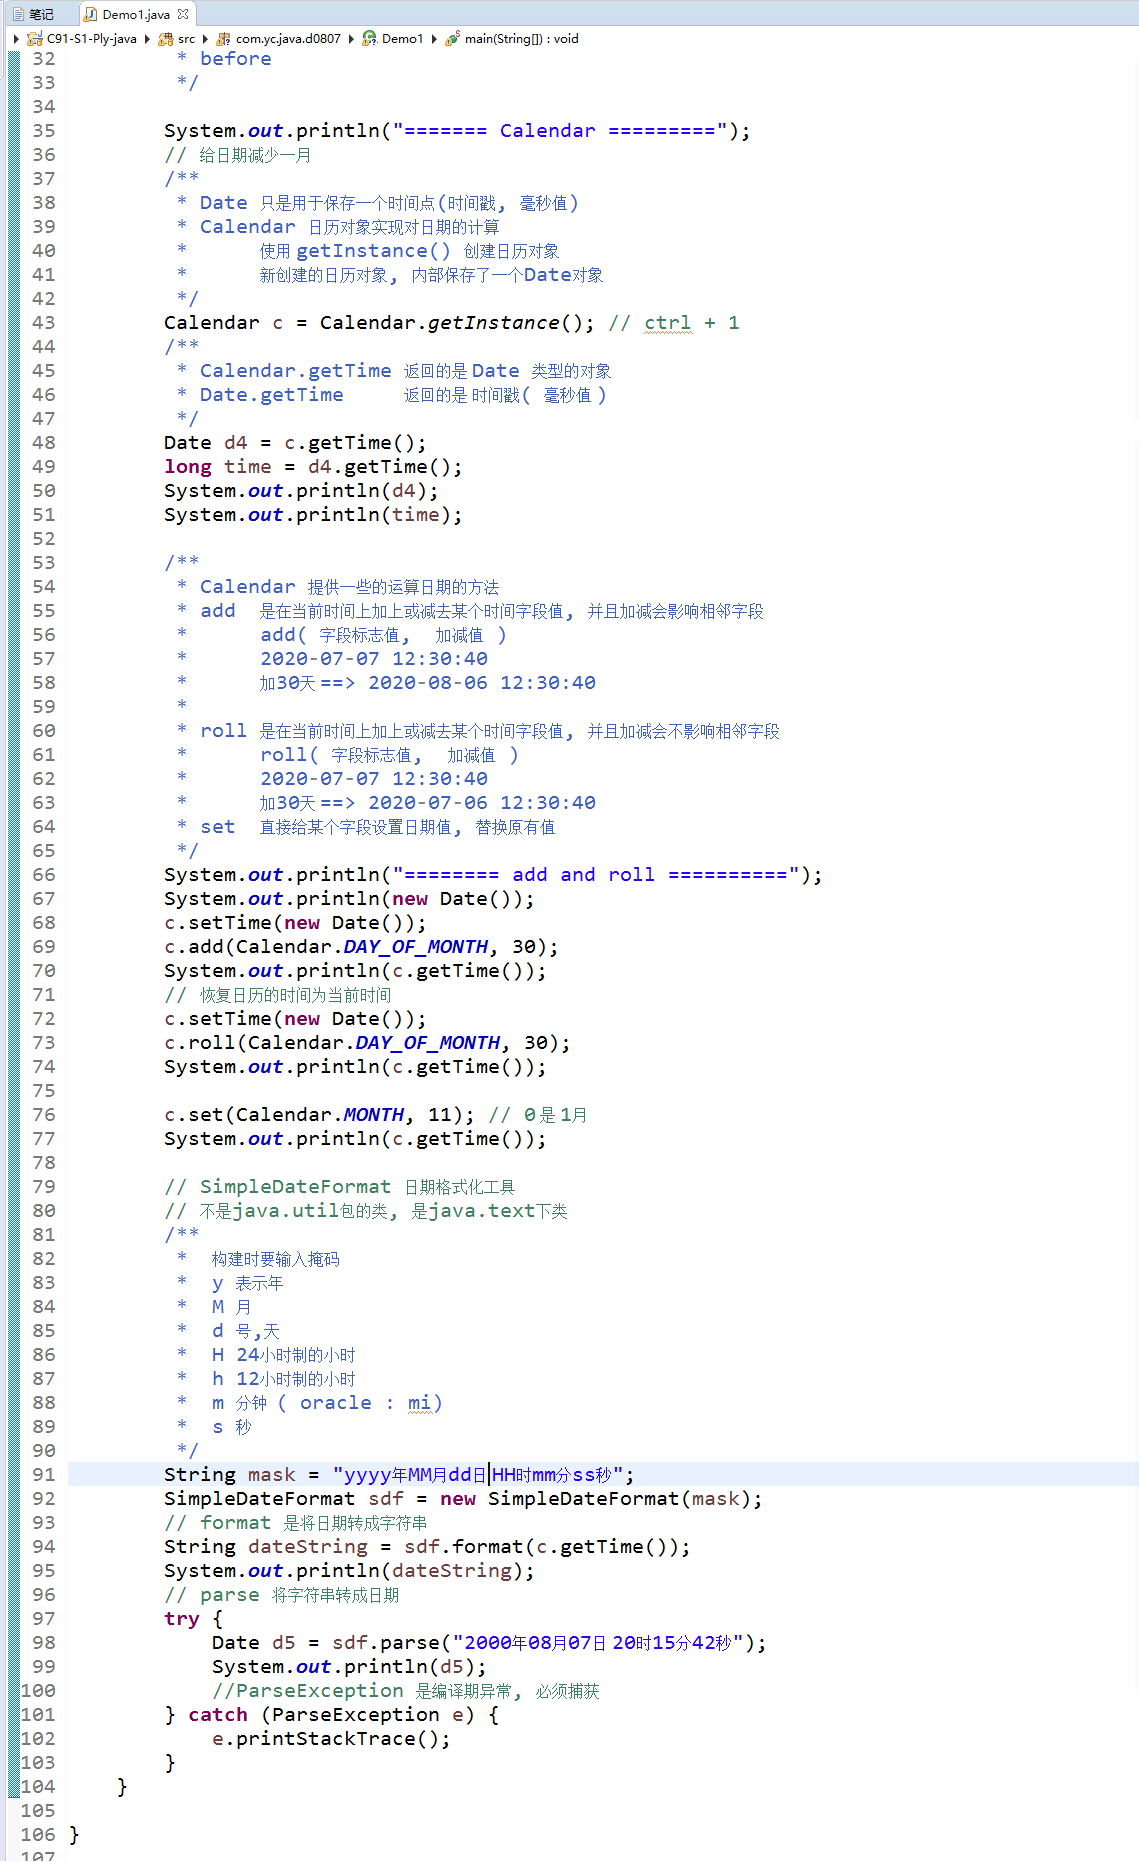 笔记 Demo1.java
C91-S1-Ply-java src com.yc.java.d0807 Demo1 main(String[]) : void
32 * before
33 */
34
35 System.out.println("======= Calendar =========");
36 // 给日期减少一月
37 /**
38 * Date 只是用于保存一个时间点(时间戳, 毫秒值)
39 * Calendar 日历对象实现对日期的计算
40 * 使用 getInstance() 创建日历对象
41 * 新创建的日历对象, 内部保存了一个Date对象
42 */
43 Calendar c = Calendar.getInstance(); // ctrl + 1
44 /**
45 * Calendar.getTime 返回的是 Date 类型的对象
46 * Date.getTime 返回的是 时间戳( 毫秒值 )
47 */
48 Date d4 = c.getTime();
49 long time = d4.getTime();
50 System.out.println(d4);
51 System.out.println(time);
52
53 /**
54 * Calendar 提供一些的运算日期的方法
55 * add 是在当前时间上加上或减去某个时间字段值, 并且加减会影响相邻字段
56 * add( 字段标志值, 加减值 )
57 * 2020-07-07 12:30:40
58 * 加30天 ==> 2020-08-06 12:30:40
59 *
60 * roll 是在当前时间上加上或减去某个时间字段值, 并且加减会不影响相邻字段
61 * roll( 字段标志值, 加减值 )
62 * 2020-07-07 12:30:40
63 * 加30天 ==> 2020-07-06 12:30:40
64 * set 直接给某个字段设置日期值, 替换原有值
65 */
66 System.out.println("======== add and roll ==========");
67 System.out.println(new Date());
68 c.setTime(new Date());
69 c.add(Calendar.DAY_OF_MONTH, 30);
70 System.out.println(c.getTime());
71 // 恢复日历的时间为当前时间
72 c.setTime(new Date());
73 c.roll(Calendar.DAY_OF_MONTH, 30);
74 System.out.println(c.getTime());
75
76 c.set(Calendar.MONTH, 11); // 0 是 1月
77 System.out.println(c.getTime());
78
79 // SimpleDateFormat 日期格式化工具
80 // 不是java.util包的类, 是java.text下类
81 /**
82 * 构建时要输入掩码
83 * y 表示年
84 * M 月
85 * d 号,天
86 * H 24小时制的小时
87 * h 12小时制的小时
88 * m 分钟 ( oracle : mi)
89 * s 秒
90 */
91 String mask = "yyyy年MM月dd日 HH时mm分ss秒";
92 SimpleDateFormat sdf = new SimpleDateFormat(mask);
93 // format 是将日期转成字符串
94 String dateString = sdf.format(c.getTime());
95 System.out.println(dateString);
96 // parse 将字符串转成日期
97 try {
98 Date d5 = sdf.parse("2000年08月07日 20时15分42秒");
99 System.out.println(d5);
100 //ParseException 是编译期异常, 必须捕获
101 } catch (ParseException e) {
102 e.printStackTrace();
103 }
104 }
105
106 }
107